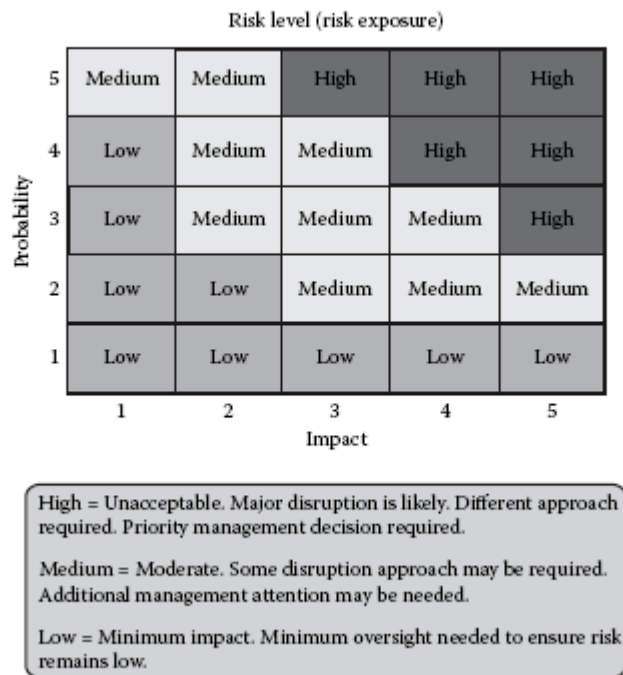 Risk level (risk exposure)
5 Medium Medium High High High
4 Low Medium Medium High High
3 Low Medium Medium Medium High
2 Low Low Medium Medium Medium
1 Low Low Low Low Low
Probability
1 2 3 4 5
Impact
High = Unacceptable. Major disruption is likely. Different approach
required. Priority management decision required.
Medium = Moderate. Some disruption approach may be required.
Additional management attention may be needed.
Low = Minimum impact. Minimum oversight needed to ensure risk
remains low.